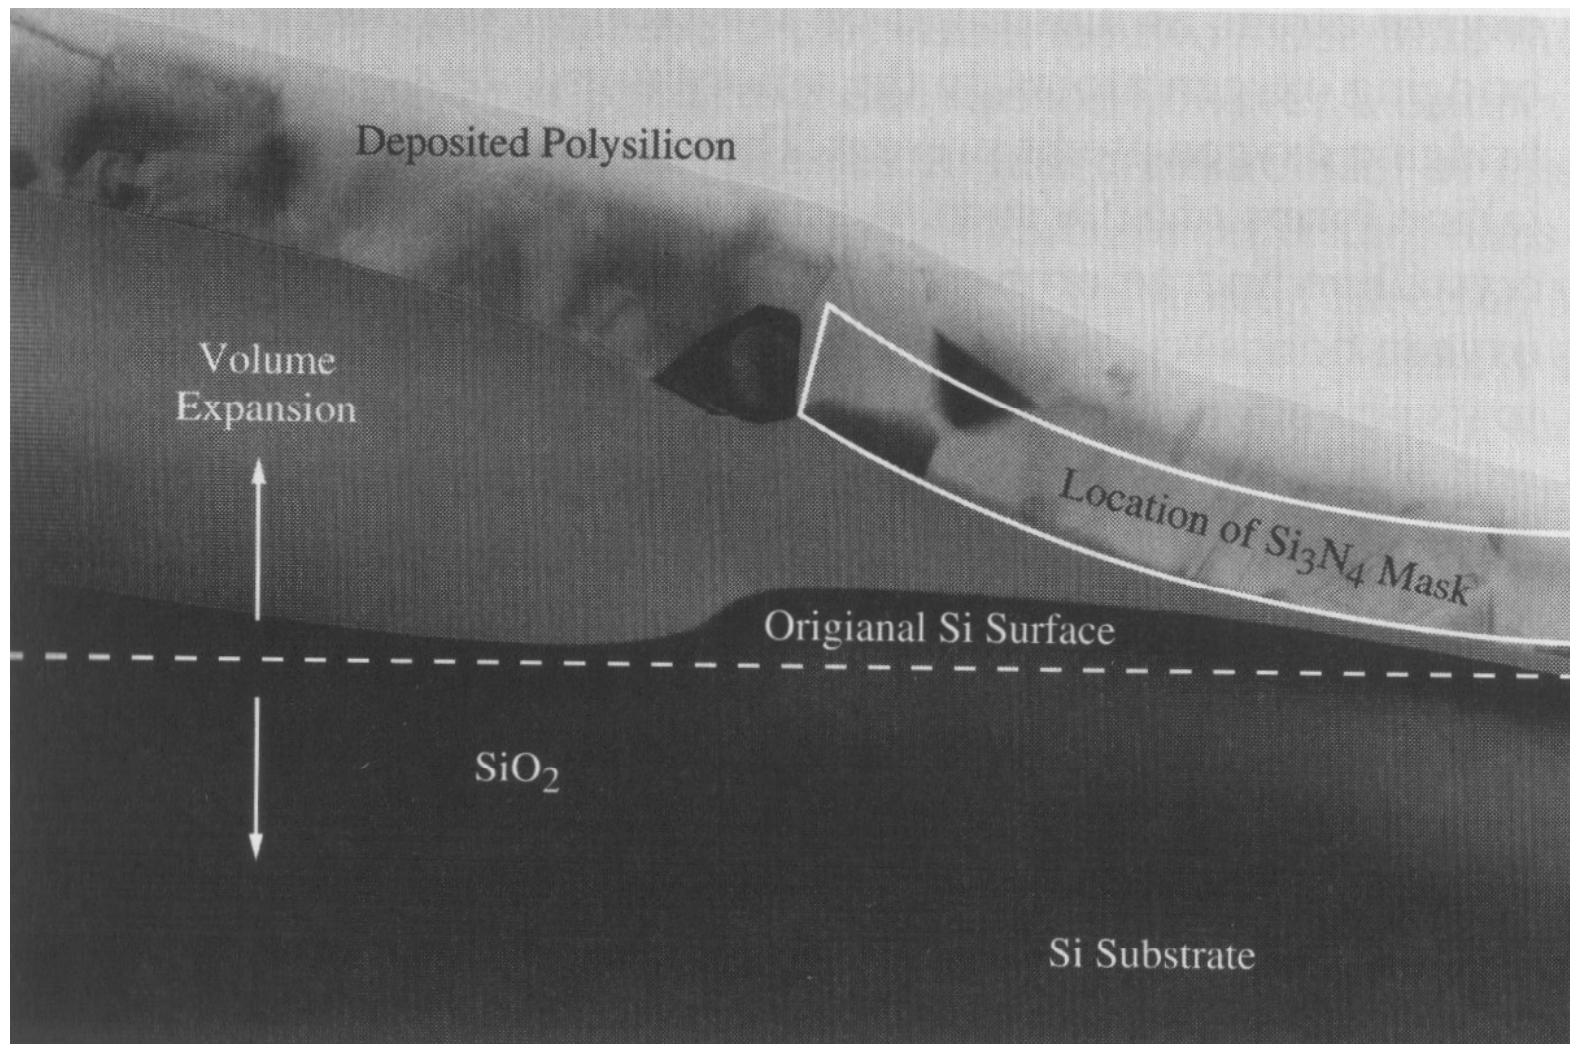 Deposited Polysilicon
Volume
Expansion
Location of Si₃N₄ Mask
Origianal Si Surface
SiO₂
Si Substrate